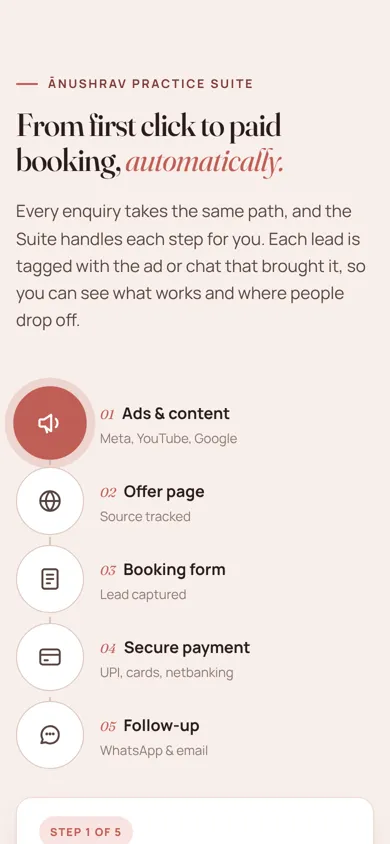 ĀNUSHRAV PRACTICE SUITE
From first click to paid
booking, automatically.
Every enquiry takes the same path, and the
Suite handles each step for you. Each lead is
tagged with the ad or chat that brought it, so
you can see what works and where people
drop off.
01 Ads & content
Meta, YouTube, Google
02 Offer page
Source tracked
03 Booking form
Lead captured
04 Secure payment
UPI, cards, netbanking
05 Follow-up
WhatsApp & email
STEP 1 OF 5